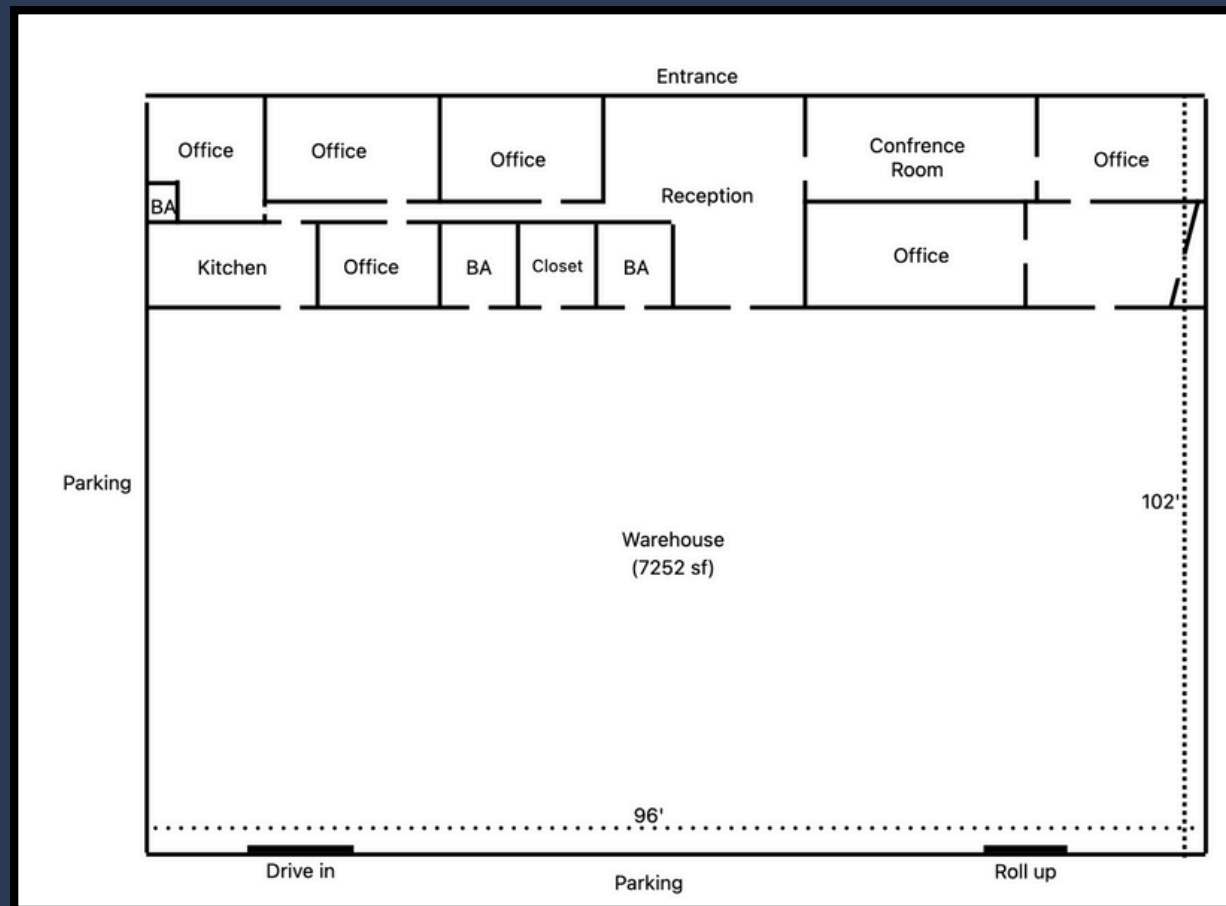 Entrance
Office
Office
Office
Confrence
Room
Office
Reception
BA
Kitchen
Office
BA
Closet
BA
Office
Parking
102'
Warehouse
(7252 sf)
96'
Drive in
Parking
Roll up